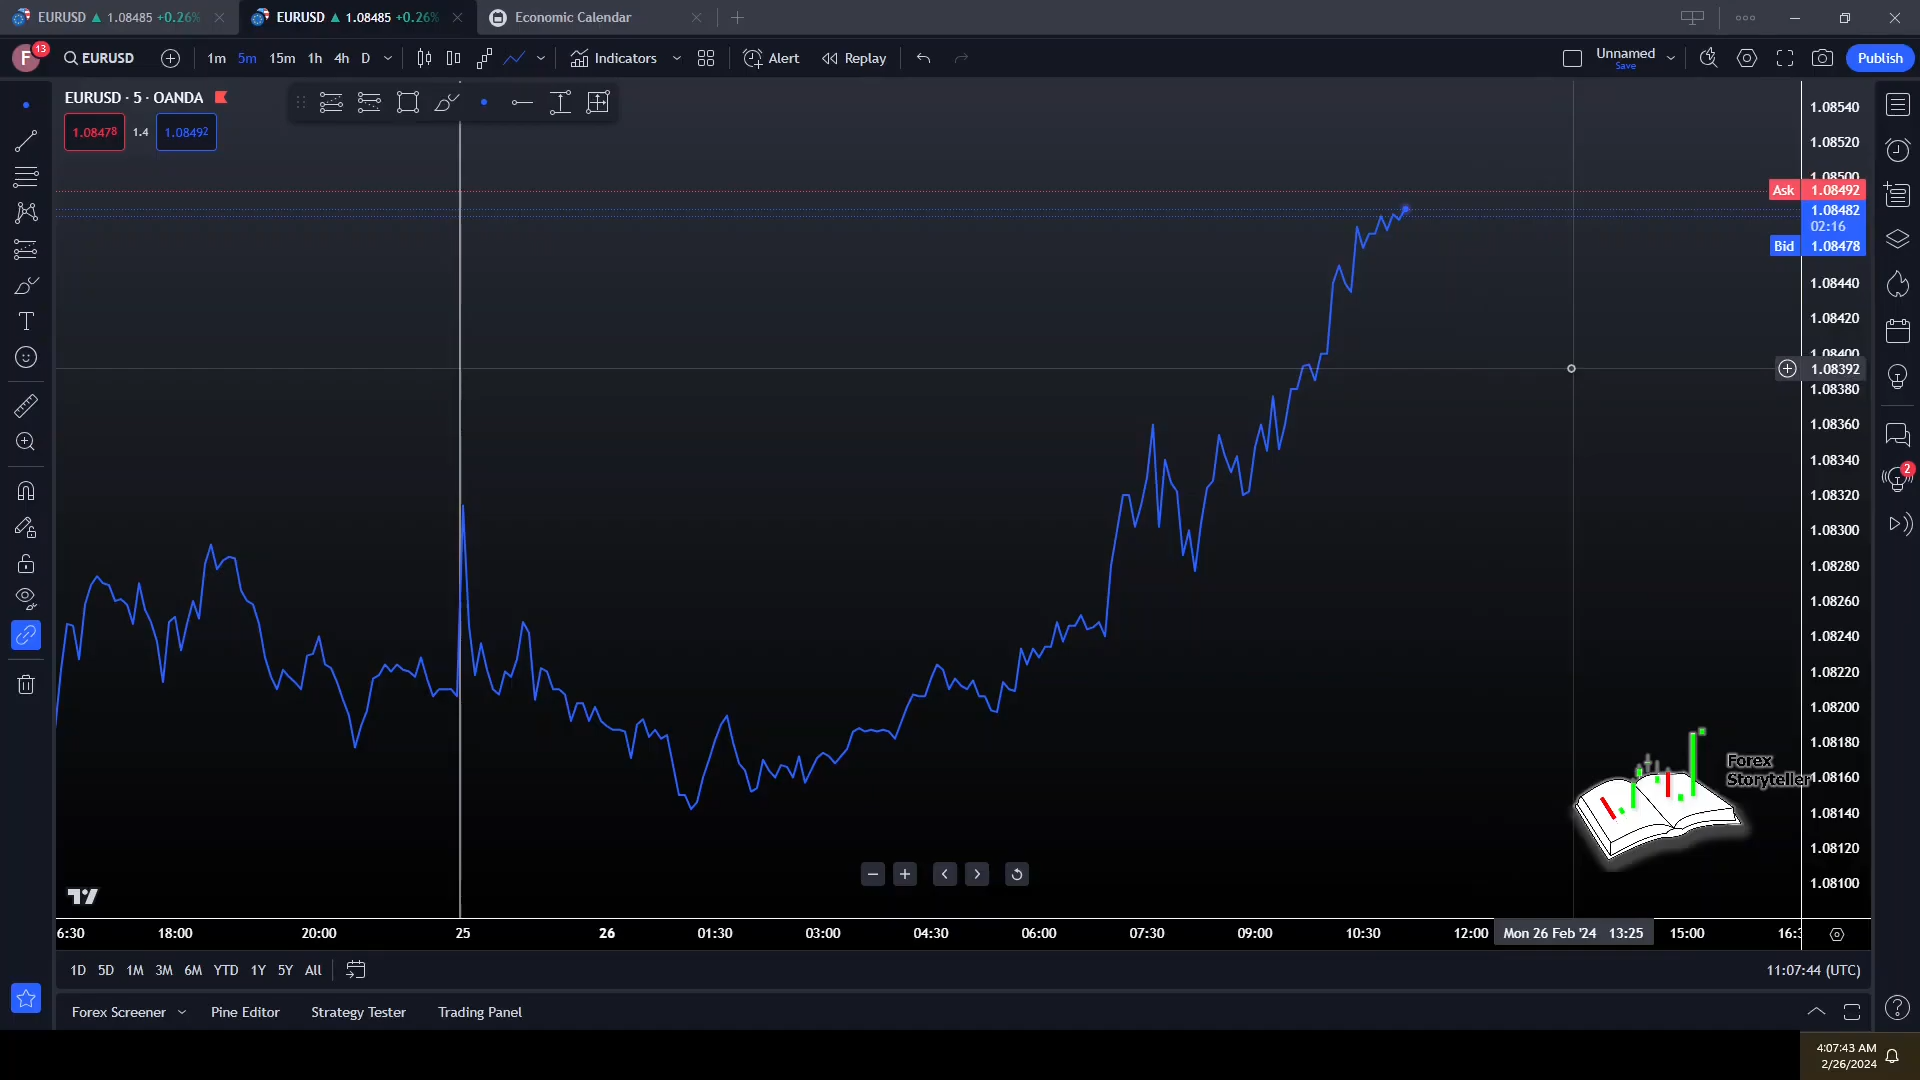 EURUSD ▲ 1.08485 +0.26%
EURUSD ▲ 1.08485 +0.26%
Economic Calendar
F
13
EURUSD
1m 5m 15m 1h 4h D
Indicators
Alert
Replay
Unnamed
Save
Publish
EURUSD · 5 · OANDA
1.08478
1.4
1.08492
1.08540
1.08520
1.08500
Ask 1.08492
1.08482
02:16
Bid 1.08478
1.08440
1.08420
1.08400
1.08392
1.08380
1.08360
1.08340
1.08320
1.08300
1.08280
1.08260
1.08240
1.08220
1.08200
1.08180
1.08160
1.08140
1.08120
1.08100
2
Forex
Storyteller
6:30 18:00 20:00 25 26 01:30 03:00 04:30 06:00 07:30 09:00 10:30 12:00 Mon 26 Feb '24 13:25 15:00 16:
1D 5D 1M 3M 6M YTD 1Y 5Y All
11:07:44 (UTC)
Forex Screener Pine Editor Strategy Tester Trading Panel
4:07:43 AM
2/26/2024